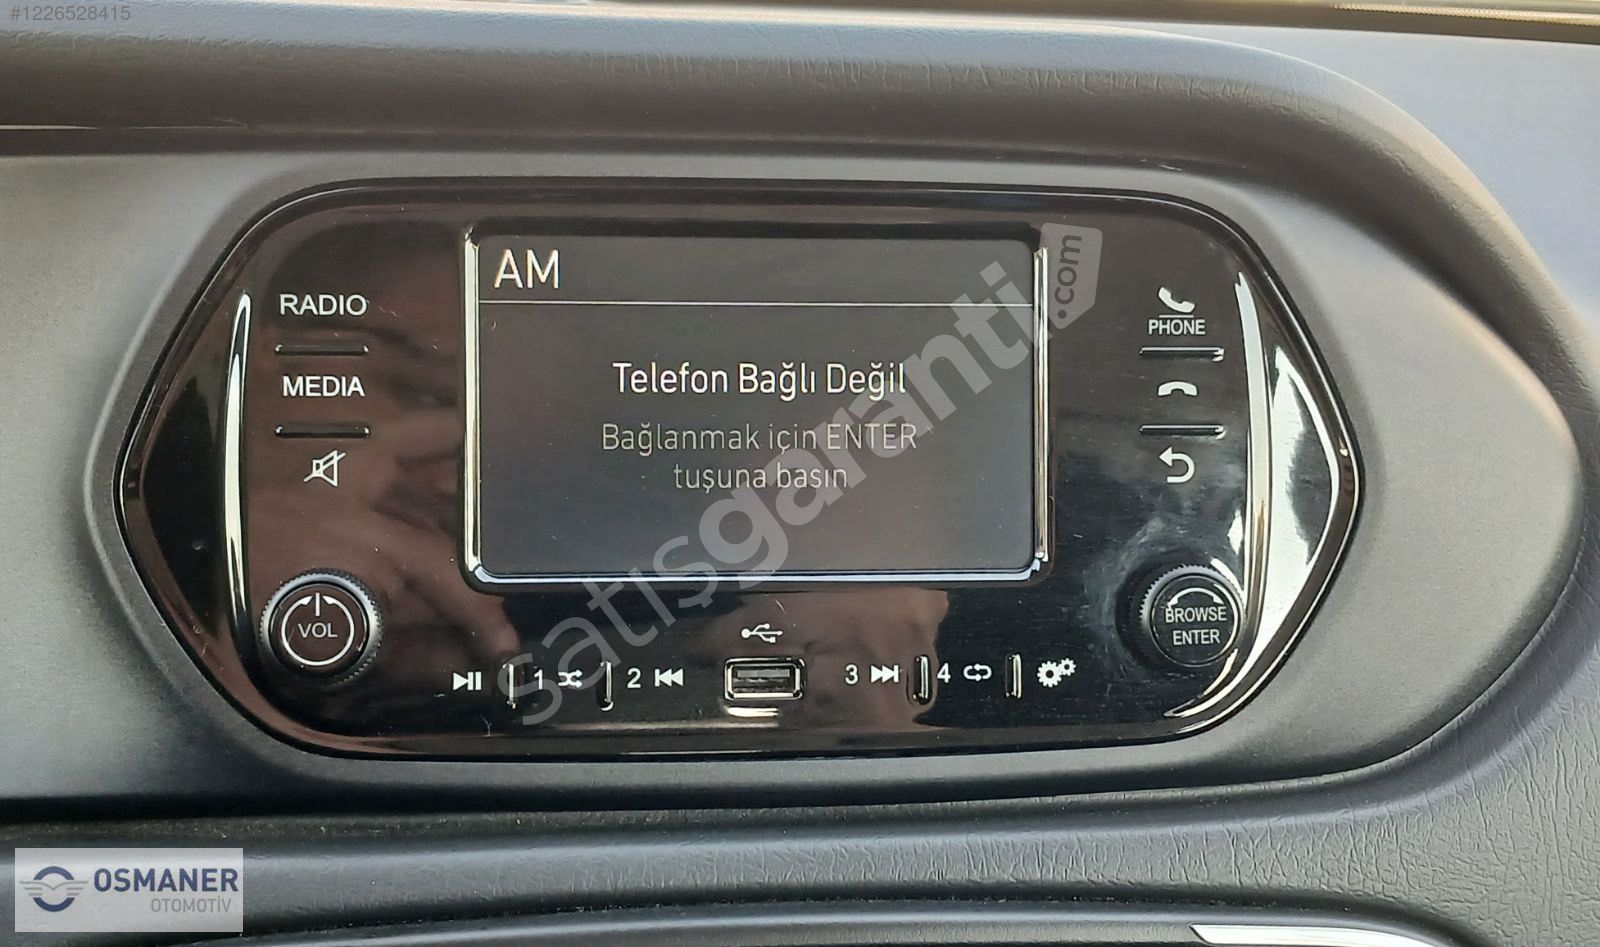 #1226528415
AM
RADIO
PHONE
Telefon Bağlı Değil
MEDIA
Bağlanmak için ENTER
tuşuna basın
satışgaranti.com
VOL
BROWSE
ENTER
1 2 3 4
OSMANER
OTOMOTİV